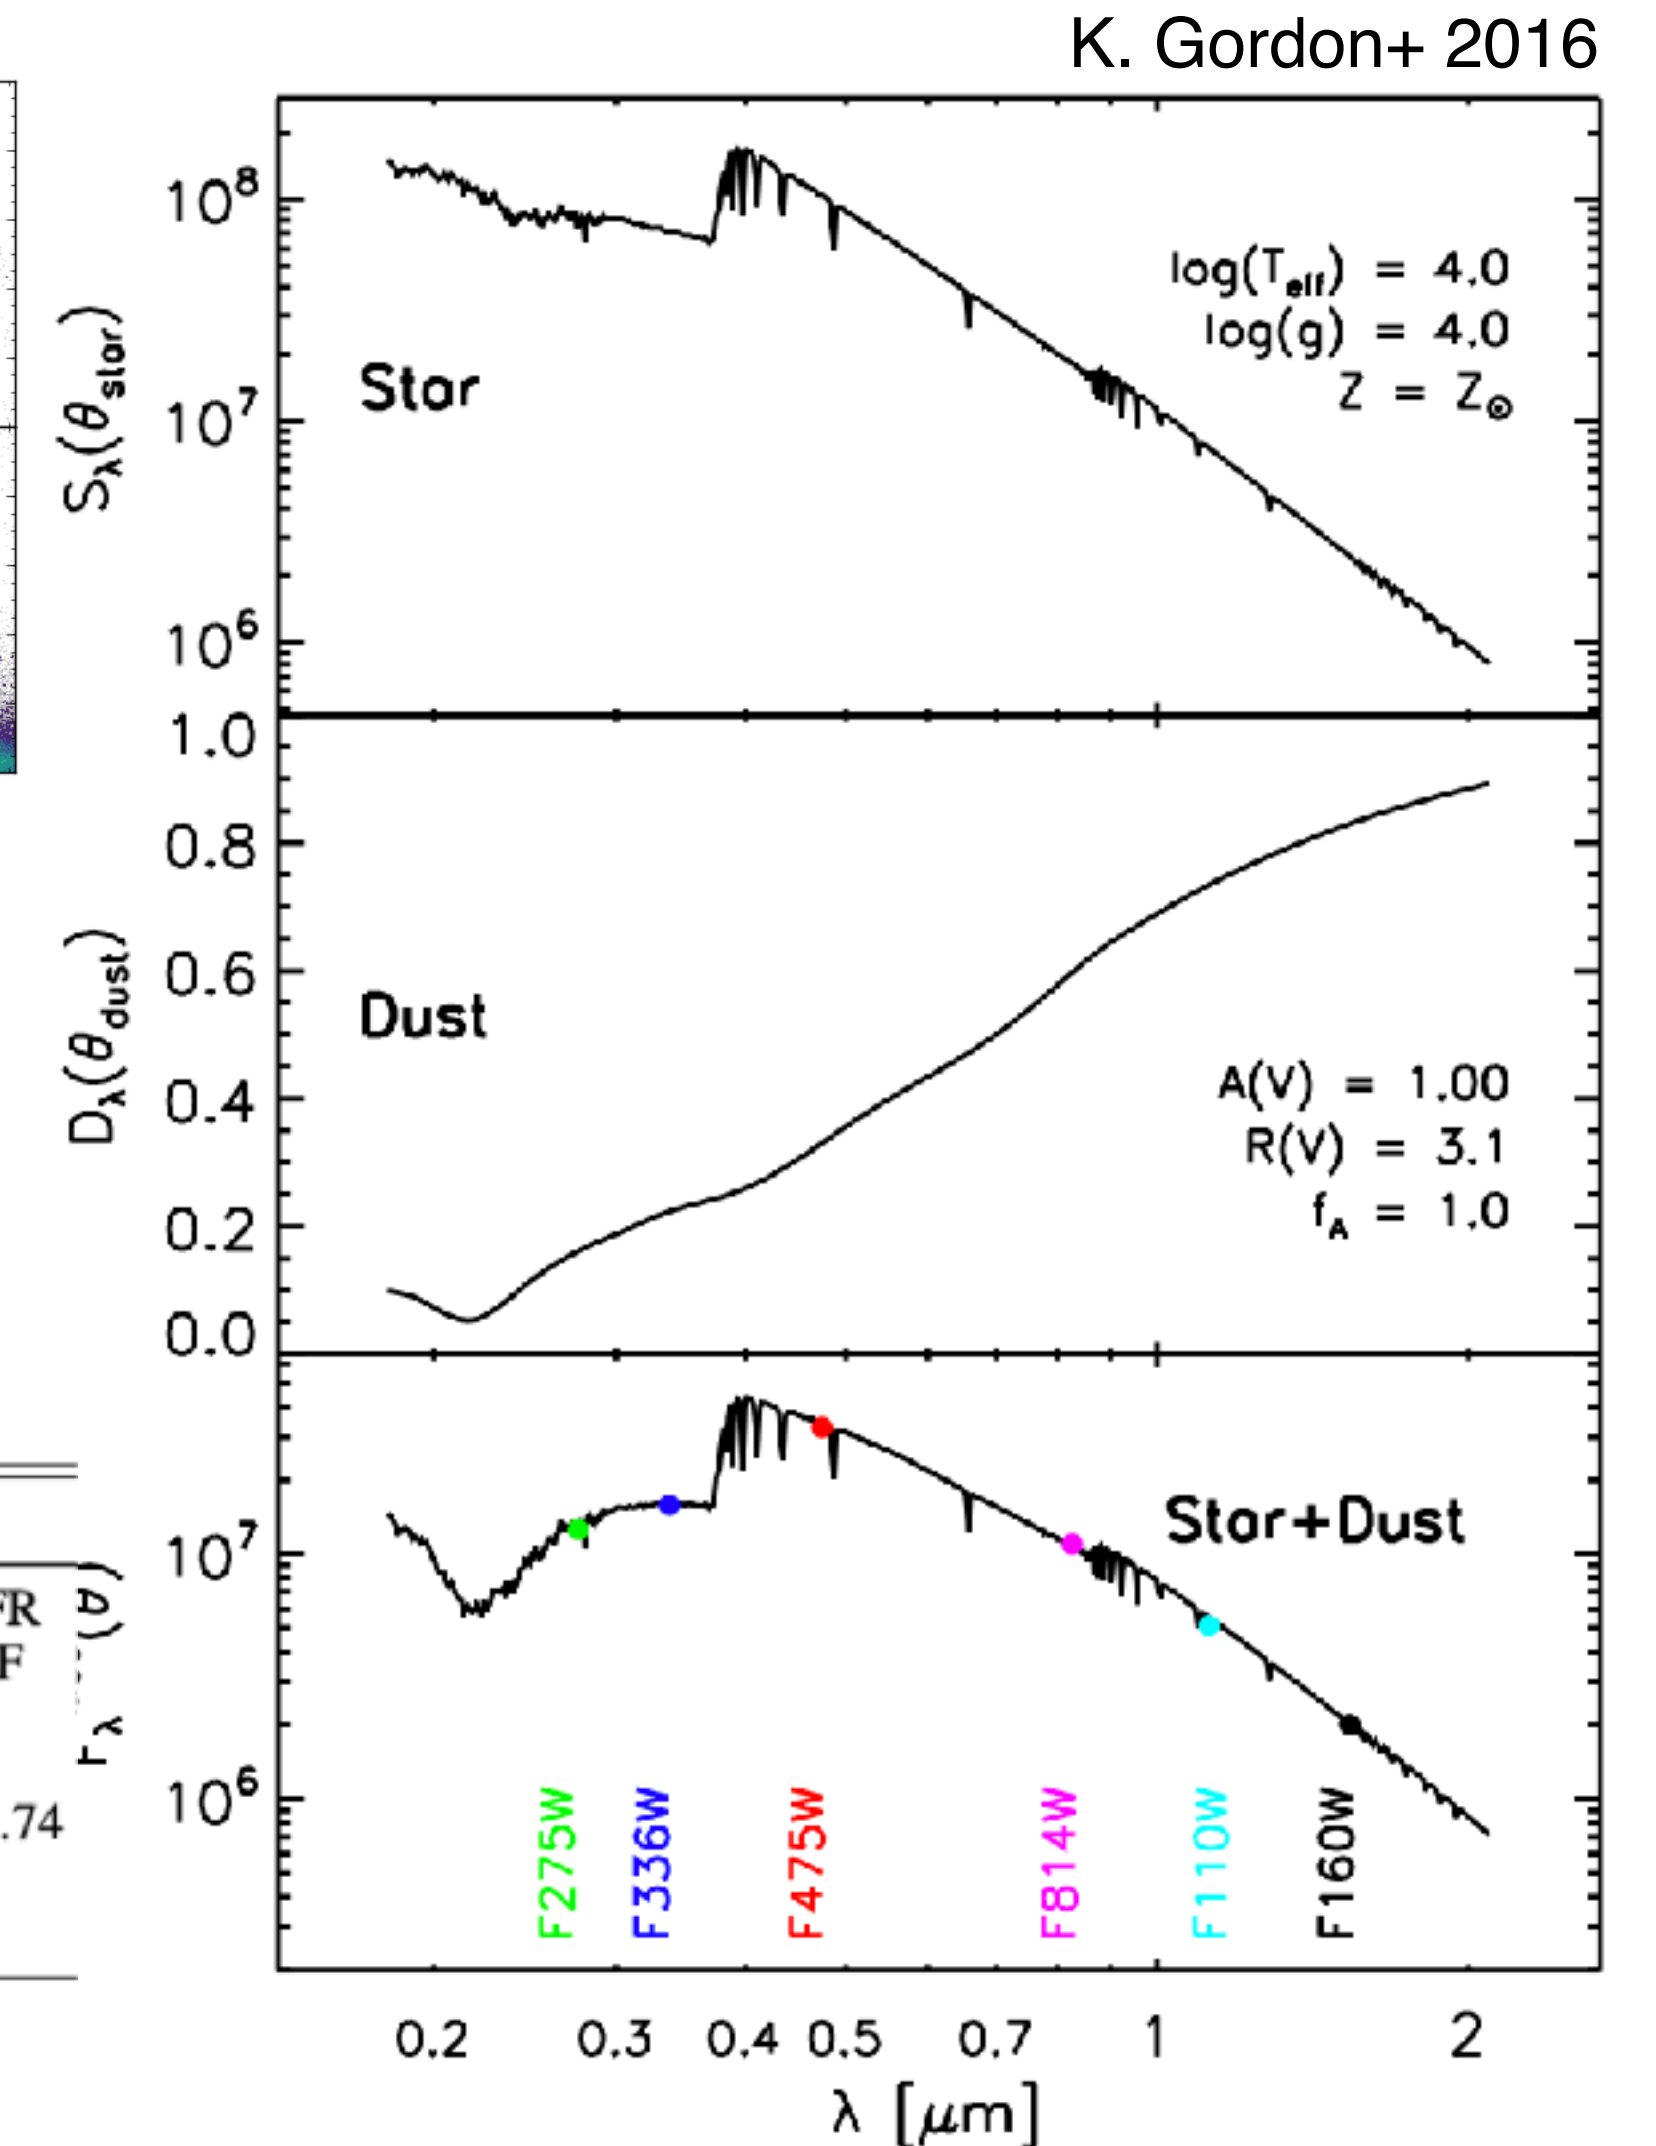 K. Gordon+ 2016
10⁸
10⁷
10⁶
S_λ(θ_star)
Star
log(T_eff) = 4.0
log(g) = 4.0
Z = Z_⊙
1.0
0.8
0.6
0.4
0.2
0.0
D_λ(θ_dust)
Dust
A(V) = 1.00
R(V) = 3.1
f_A = 1.0
10⁷
10⁶
(θ)
Star+Dust
F275W
F336W
F475W
F814W
F110W
F160W
FR
F
.74
0.2 0.3 0.4 0.5 0.7 1 2
λ [μm]